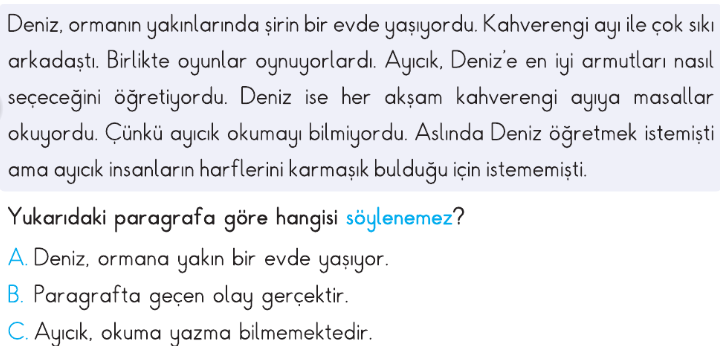 Deniz, ormanın yakınlarında şirin bir evde yaşıyordu. Kahverengi ayı ile çok sıkı
arkadaştı. Birlikte oyunlar oynuyorlardı. Ayıcık, Deniz'e en iyi armutları nasıl
seçeceğini öğretiyordu. Deniz ise her akşam kahverengi ayıya masallar
okuyordu. Çünkü ayıcık okumayı bilmiyordu. Aslında Deniz öğretmek istemişti
ama ayıcık insanların harflerini karmaşık bulduğu için istememişti.
Yukarıdaki paragrafa göre hangisi söylenemez?
A. Deniz, ormana yakın bir evde yaşıyor.
B. Paragrafta geçen olay gerçektir.
C. Ayıcık, okuma yazma bilmemektedir.